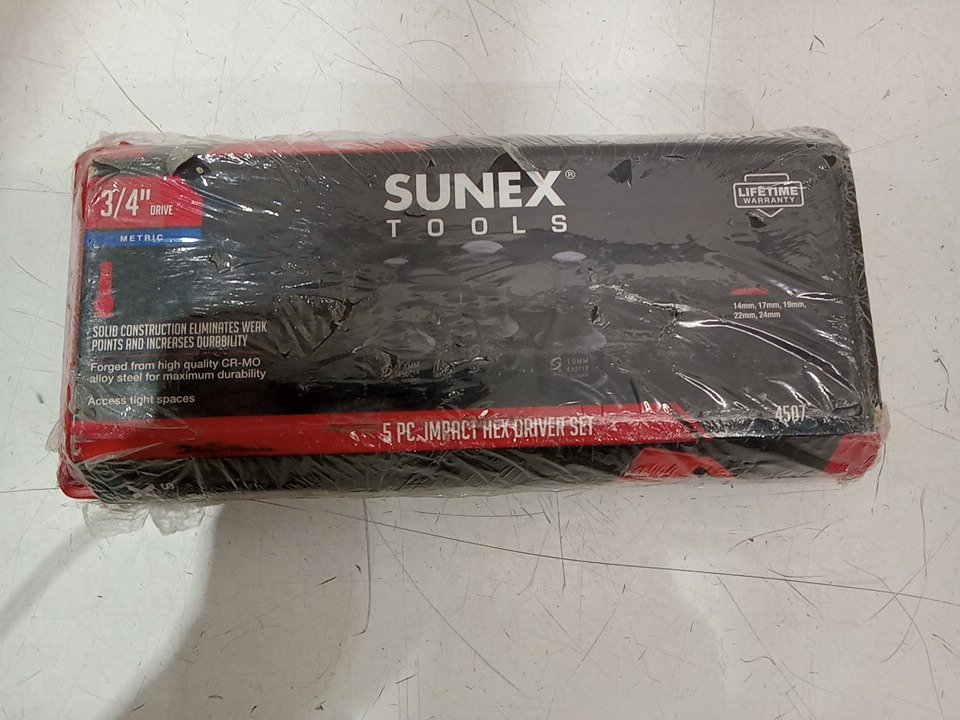 SUNEX®
TOOLS
3/4" DRIVE
METRIC
LIFETIME
WARRANTY
14mm, 17mm, 19mm,
22mm, 24mm
SOLID CONSTRUCTION ELIMINATES WEAK
POINTS AND INCREASES DURABILITY
Forged from high quality CR-MO
alloy steel for maximum durability
Access tight spaces
19MM
450719
4507
5 PC. IMPACT HEX DRIVER SET